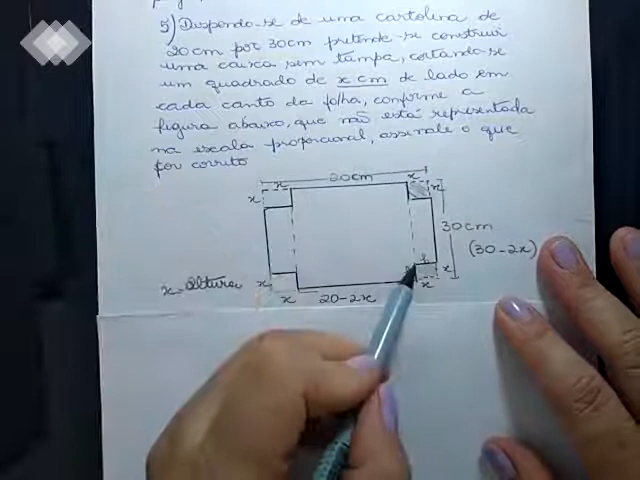 5) Dispondo-se de uma cartolina de
20cm por 30cm pretende-se construir
uma caixa sem tampa, cortando-se
um quadrado de x cm de lado em
cada canto da folha, conforme a
figura abaixo, que não está representada
na escala proporcional, assinale o que
for correto
20cm
x x
x x
30cm
(30-2x)
x = altura x x
x 20-2x x